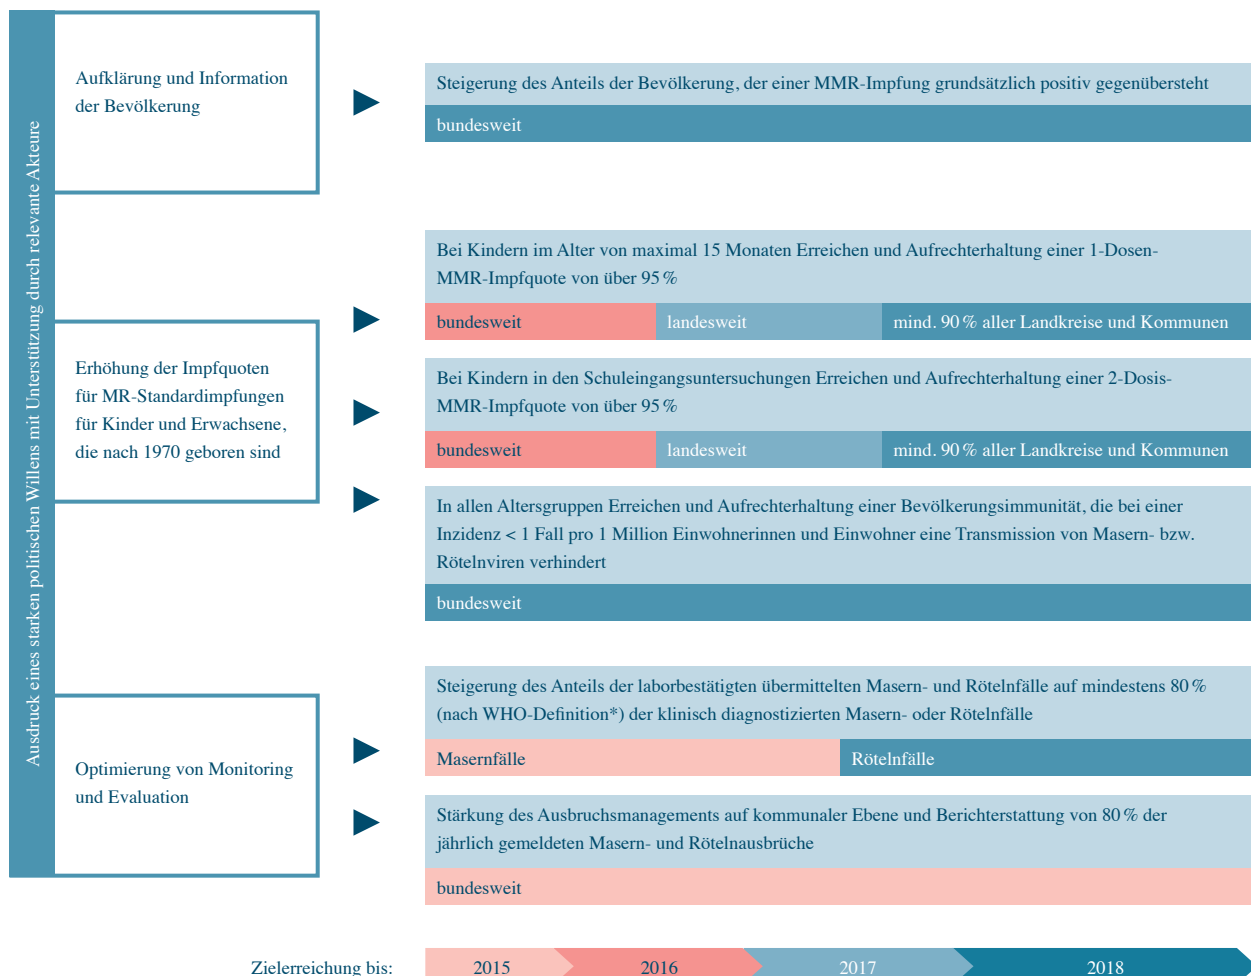 Ausdruck eines starken politischen Willens mit Unterstützung durch relevante Akteure
Aufklärung und Information
der Bevölkerung
Steigerung des Anteils der Bevölkerung, der einer MMR-Impfung grundsätzlich positiv gegenübersteht
bundesweit
Erhöhung der Impfquoten
für MR-Standardimpfungen
für Kinder und Erwachsene,
die nach 1970 geboren sind
Bei Kindern im Alter von maximal 15 Monaten Erreichen und Aufrechterhaltung einer 1-Dosen-
MMR-Impfquote von über 95 %
bundesweit
landesweit
mind. 90 % aller Landkreise und Kommunen
Bei Kindern in den Schuleingangsuntersuchungen Erreichen und Aufrechterhaltung einer 2-Dosis-
MMR-Impfquote von über 95 %
bundesweit
landesweit
mind. 90 % aller Landkreise und Kommunen
In allen Altersgruppen Erreichen und Aufrechterhaltung einer Bevölkerungsimmunität, die bei einer
Inzidenz < 1 Fall pro 1 Million Einwohnerinnen und Einwohner eine Transmission von Masern- bzw.
Rötelnviren verhindert
bundesweit
Optimierung von Monitoring
und Evaluation
Steigerung des Anteils der laborbestätigten übermittelten Masern- und Rötelnfälle auf mindestens 80 %
(nach WHO-Definition*) der klinisch diagnostizierten Masern- oder Rötelnfälle
Masernfälle
Rötelnfälle
Stärkung des Ausbruchsmanagements auf kommunaler Ebene und Berichterstattung von 80 % der
jährlich gemeldeten Masern- und Rötelnausbrüche
bundesweit
Zielerreichung bis:
2015
2016
2017
2018